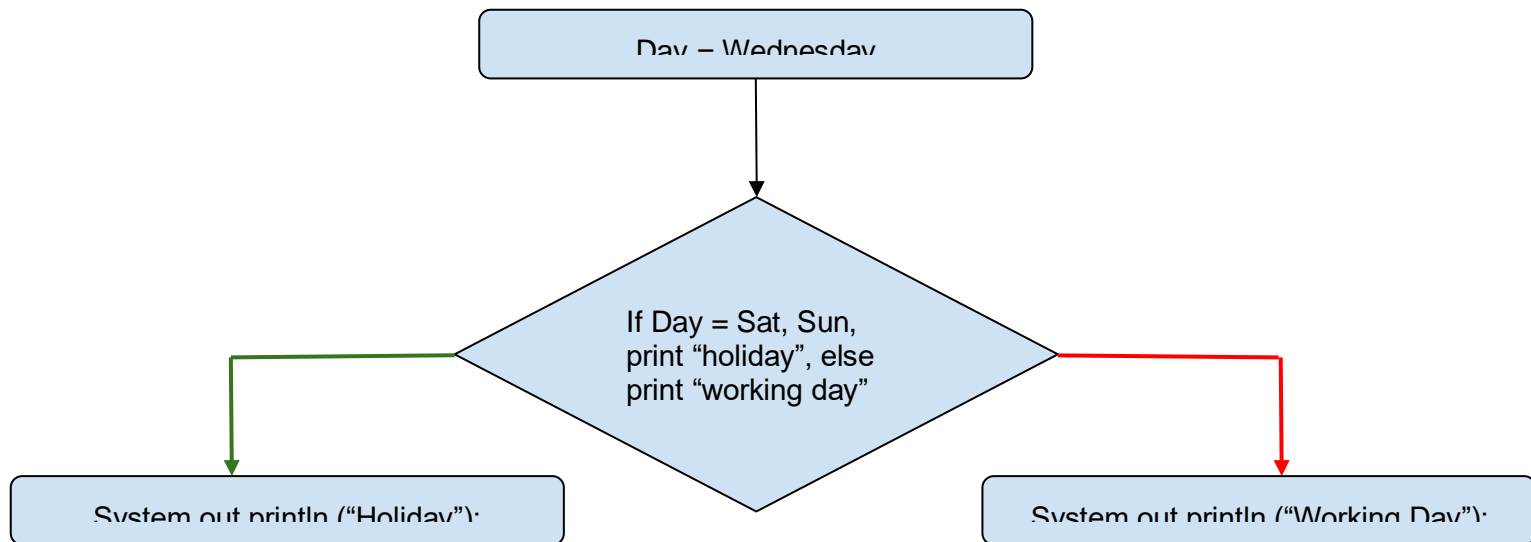 Day = Wednesday
If Day = Sat, Sun,
print “holiday”, else
print “working day”
System out println (“Holiday”);
System out println (“Working Day”);